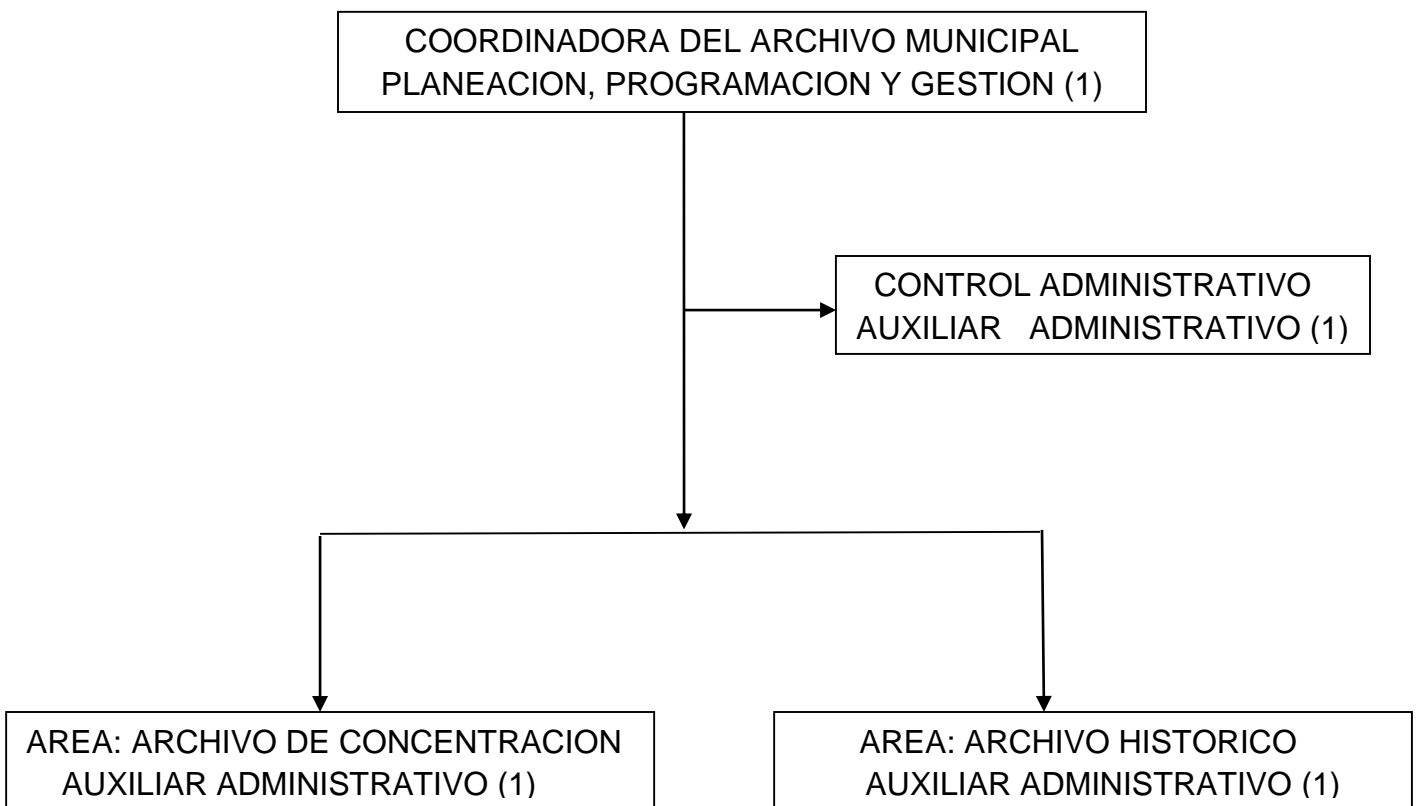 COORDINADORA DEL ARCHIVO MUNICIPAL
PLANEACION, PROGRAMACION Y GESTION (1)
CONTROL ADMINISTRATIVO
AUXILIAR ADMINISTRATIVO (1)
AREA: ARCHIVO DE CONCENTRACION
AUXILIAR ADMINISTRATIVO (1)
AREA: ARCHIVO HISTORICO
AUXILIAR ADMINISTRATIVO (1)